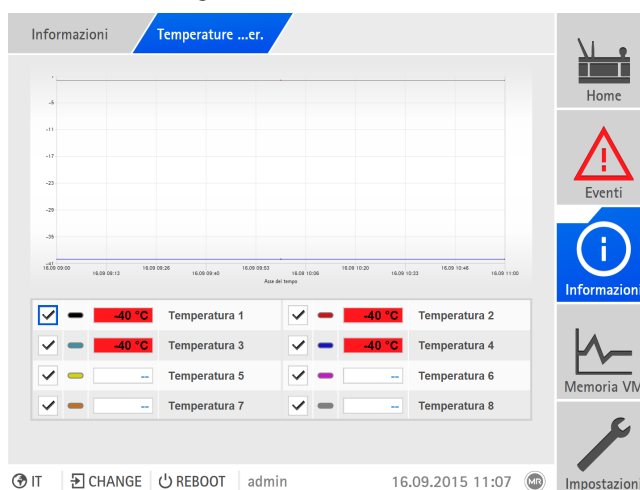 Informazioni
Temperature ...er.
-5
-11
-17
-23
-29
-35
-41
16.09 09:00
16.09 09:13
16.09 09:26
16.09 09:40
16.09 09:53
16.09 10:06
16.09 10:20
16.09 10:33
16.09 10:46
16.09 11:00
Asse del tempo
-40 °C Temperatura 1
-40 °C Temperatura 2
-40 °C Temperatura 3
-40 °C Temperatura 4
-- Temperatura 5
-- Temperatura 6
-- Temperatura 7
-- Temperatura 8
IT
CHANGE
REBOOT
admin
16.09.2015 11:07
MR
Home
Eventi
Informazioni
Memoria VM
Impostazion